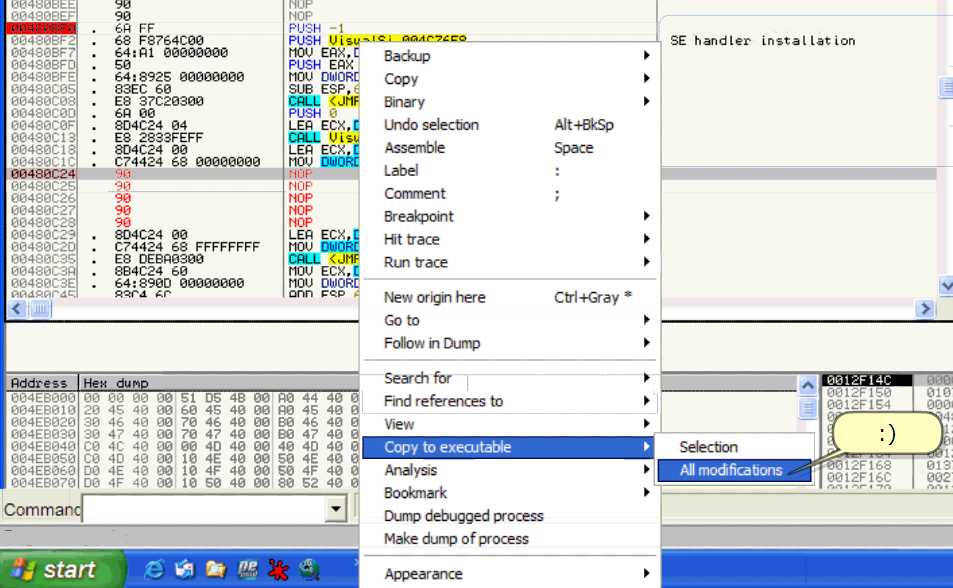 00480BEE 90 NOP
00480BEF 90 NOP
00480BF0 . 6A FF PUSH -1
00480BF2 . 68 F8764C00 PUSH VisualSi.004C76F8
00480BF7 . 64:A1 00000000 MOV EAX,D
00480BFD . 50 PUSH EAX
00480BFE . 64:8925 00000000 MOV DWORD
00480C05 . 83EC 60 SUB ESP,6
00480C08 . E8 37C20300 CALL <JMP
00480C0D . 6A 00 PUSH 0
00480C0F . 8D4C24 04 LEA ECX,D
00480C13 . E8 2833FEFF CALL Visu
00480C18 . 8D4C24 00 LEA ECX,D
00480C1C . C74424 68 00000000 MOV DWORD
00480C24 90 NOP
00480C25 90 NOP
00480C26 90 NOP
00480C27 90 NOP
00480C28 90 NOP
00480C29 . 8D4C24 00 LEA ECX,D
00480C2D . C74424 68 FFFFFFFF MOV DWORD
00480C35 . E8 DEBA0300 CALL <JMP
00480C3A . 8B4C24 60 MOV ECX,D
00480C3E . 64:890D 00000000 MOV DWORD
00480C45 . 83C4 6C ADD ESP,6
SE handler installation
Backup
Copy
Binary
Undo selection Alt+BkSp
Assemble Space
Label :
Comment ;
Breakpoint
Hit trace
Run trace
New origin here Ctrl+Gray *
Go to
Follow in Dump
Search for
Find references to
View
Copy to executable
Analysis
Bookmark
Dump debugged process
Make dump of process
Appearance
Selection
All modifications
:)
Address Hex dump
004EB000 00 00 00 00 51 D5 4B 00 A0 44 40 0
004EB010 20 45 40 00 60 45 40 00 A0 45 40 0
004EB020 30 46 40 00 70 46 40 00 B0 46 40 0
004EB030 30 47 40 00 70 47 40 00 B0 47 40 0
004EB040 C0 4C 40 00 00 4D 40 00 40 4D 40 0
004EB050 C0 4D 40 00 10 4E 40 00 50 4E 40 0
004EB060 D0 4E 40 00 10 4F 40 00 50 4F 40 0
004EB070 D0 4F 40 00 10 50 40 00 80 52 40 0
0012F14C 000
0012F150 010
0012F154 000
0012F168 013
0012F16C 002
Command
start